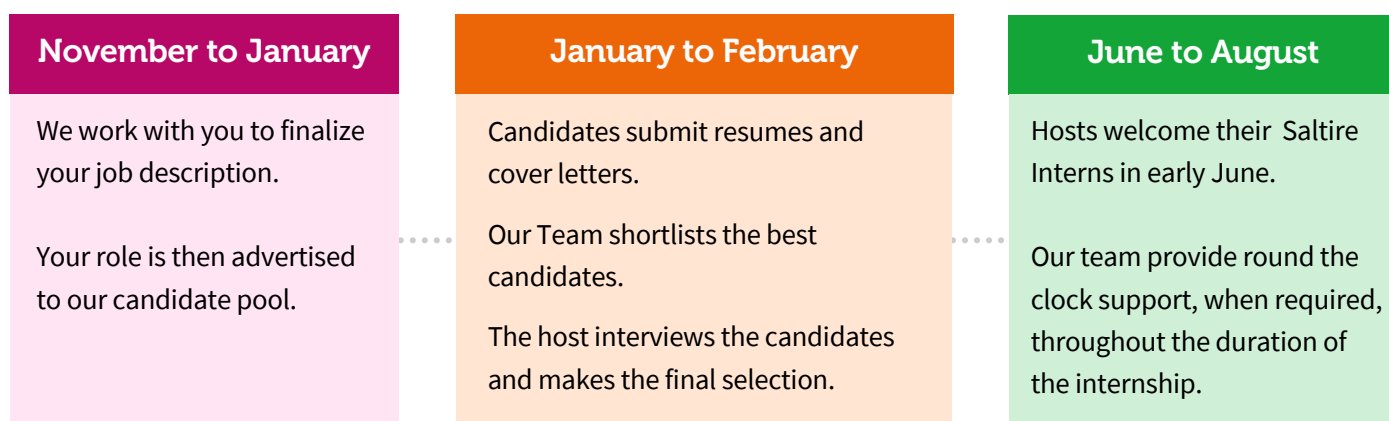 November to January
We work with you to finalize
your job description.
Your role is then advertised
to our candidate pool.
January to February
Candidates submit resumes and
cover letters.
Our Team shortlists the best
candidates.
The host interviews the candidates
and makes the final selection.
June to August
Hosts welcome their Saltire
Interns in early June.
Our team provide round the
clock support, when required,
throughout the duration of
the internship.